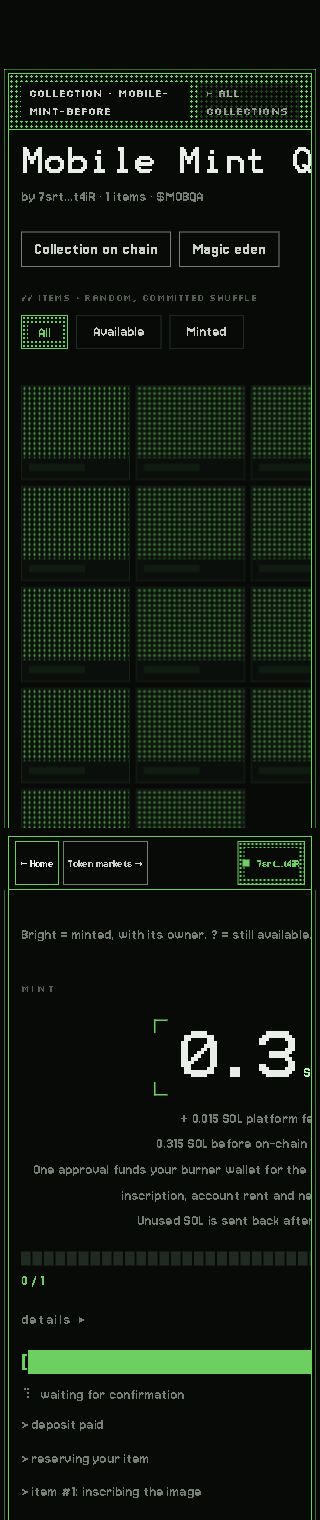 COLLECTION · MOBILE-
MINT-BEFORE
← ALL
COLLECTIONS
Mobile Mint Q
by 7srt…t4iR · 1 items · $MOBQA
Collection on chain
Magic eden
// ITEMS · RANDOM, COMMITTED SHUFFLE
All
Available
Minted
← Home
Token markets →
7srt…t4iR
Bright = minted, with its owner. ? = still available.
MINT
0.3
+ 0.015 SOL platform fe
0.315 SOL before on-chain
One approval funds your burner wallet for the
inscription, account rent and ne
Unused SOL is sent back after
0 / 1
details ▸
[
waiting for confirmation
> deposit paid
> reserving your item
> item #1: inscribing the image